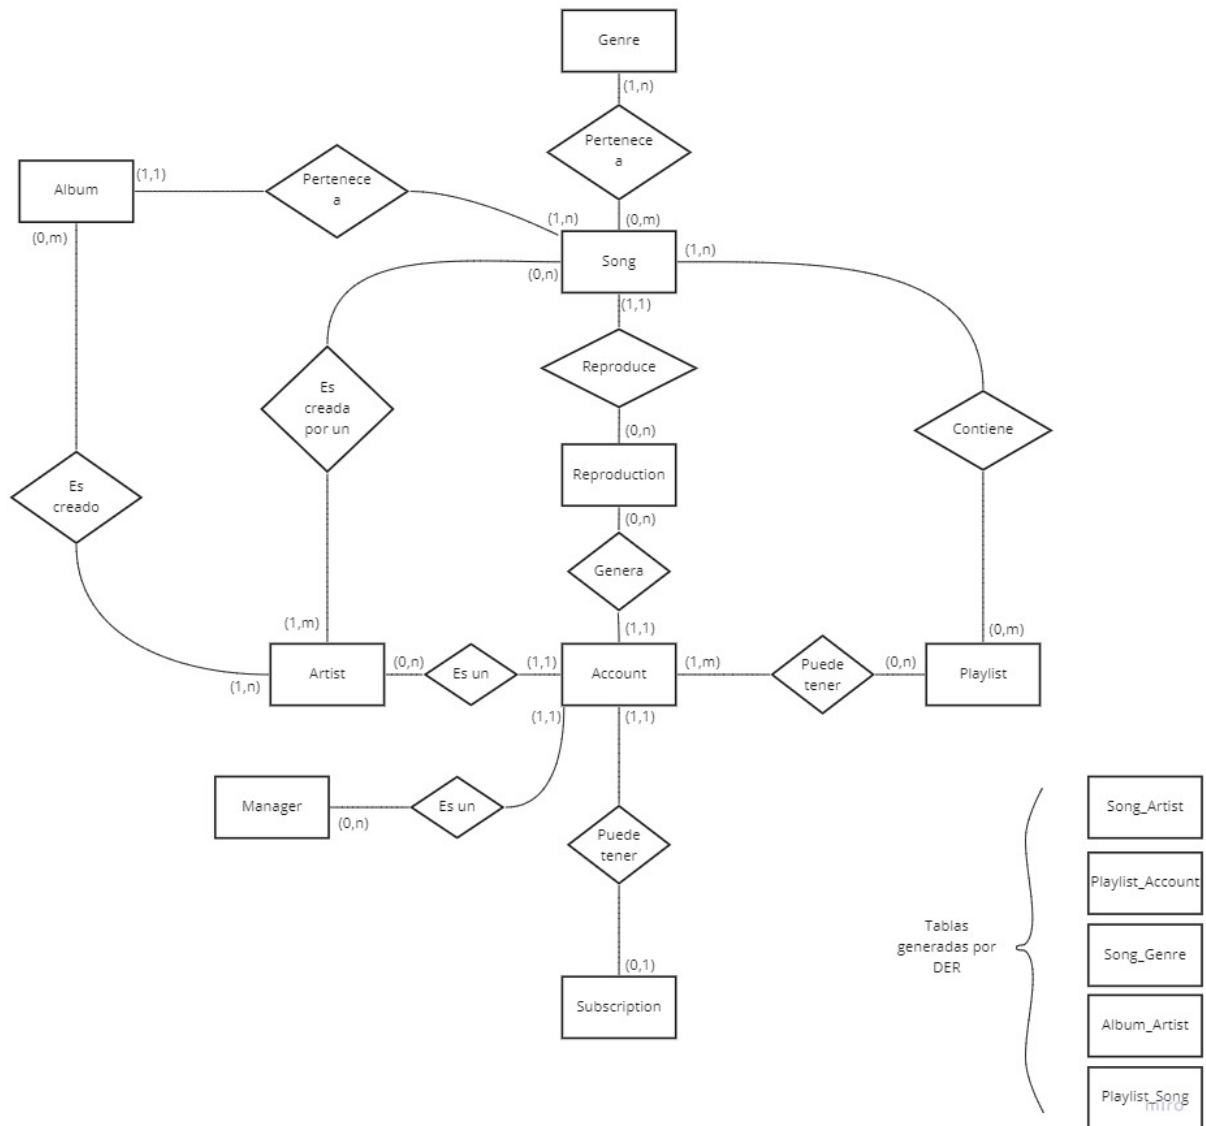 Genre
(1,n)
Pertenece
a
Album
(1,1)
Pertenece
a
(1,n)
(0,m)
(0,m)
Song
(1,n)
(0,n)
(1,1)
Es
creada
por un
Reproduce
(0,n)
Contiene
Reproduction
Es
creado
(0,n)
Genera
(1,m)
(1,1)
(0,m)
(1,n)
Artist
(0,n)
Es un
(1,1)
Account
(1,m)
Puede
tener
(0,n)
Playlist
(1,1)
(1,1)
Manager
(0,n)
Es un
Puede
tener
(0,1)
Subscription
Tablas
generadas por
DER
Song_Artist
Playlist_Account
Song_Genre
Album_Artist
Playlist_Song
miro